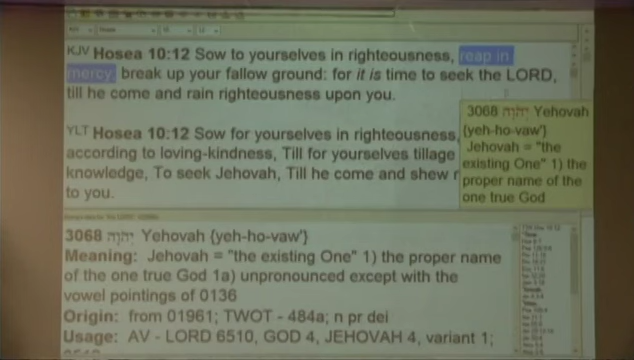 KJV Hosea 10:12 Sow to yourselves in righteousness, reap in
mercy; break up your fallow ground: for it is time to seek the LORD,
till he come and rain righteousness upon you.
YLT Hosea 10:12 Sow for yourselves in righteousness,
according to loving-kindness, Till for yourselves tillage
knowledge, To seek Jehovah, Till he come and shew r
to you.
3068 יְהוָֹה Yehovah
{yeh-ho-vaw'}
Jehovah = "the
existing One" 1) the
proper name of the
one true God
3068 יְהוָֹה Yehovah {yeh-ho-vaw'}
Meaning: Jehovah = "the existing One" 1) the proper name
of the one true God 1a) unpronounced except with the
vowel pointings of 0136
Origin: from 01961; TWOT - 484a; n pr dei
Usage: AV - LORD 6510, GOD 4, JEHOVAH 4, variant 1;